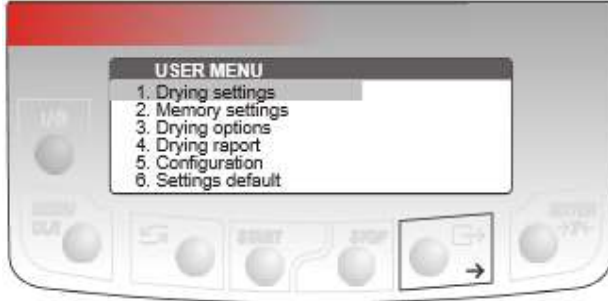 USER MENU
1. Drying settings
2. Memory settings
3. Drying options
4. Drying raport
5. Configuration
6. Settings default
I/O
START
STOP
ENTER